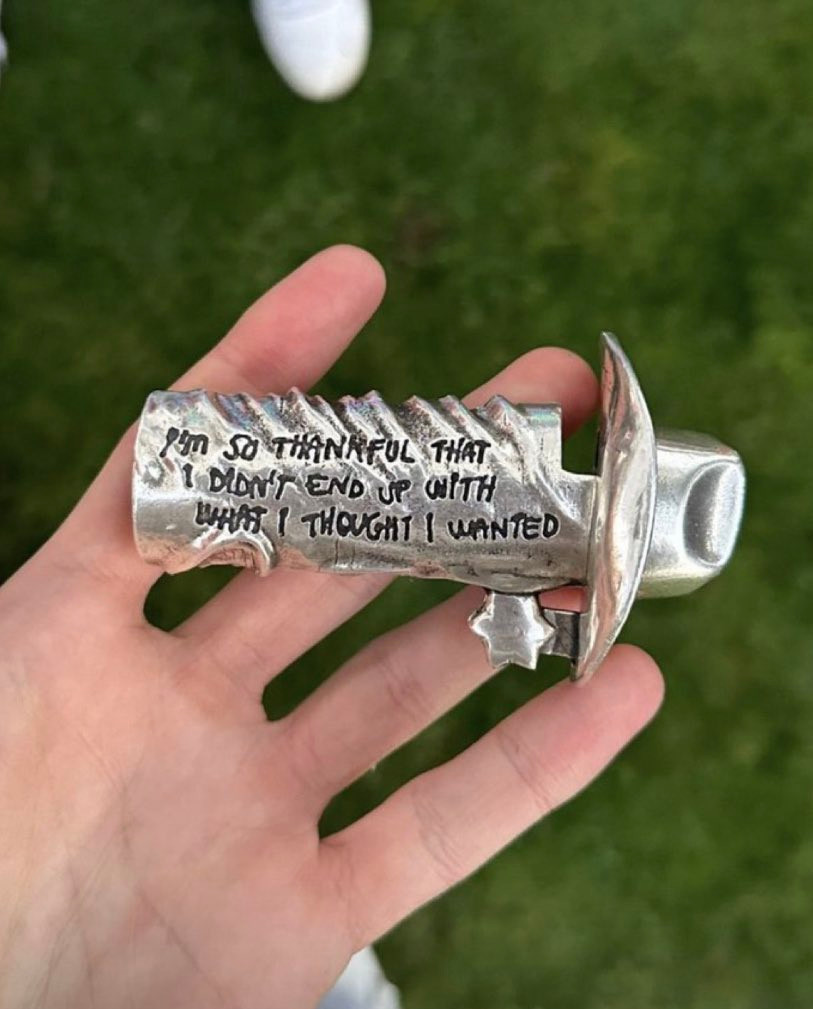 I'M SO THANKFUL THAT
I DIDN'T END UP WITH
WHAT I THOUGHT I WANTED